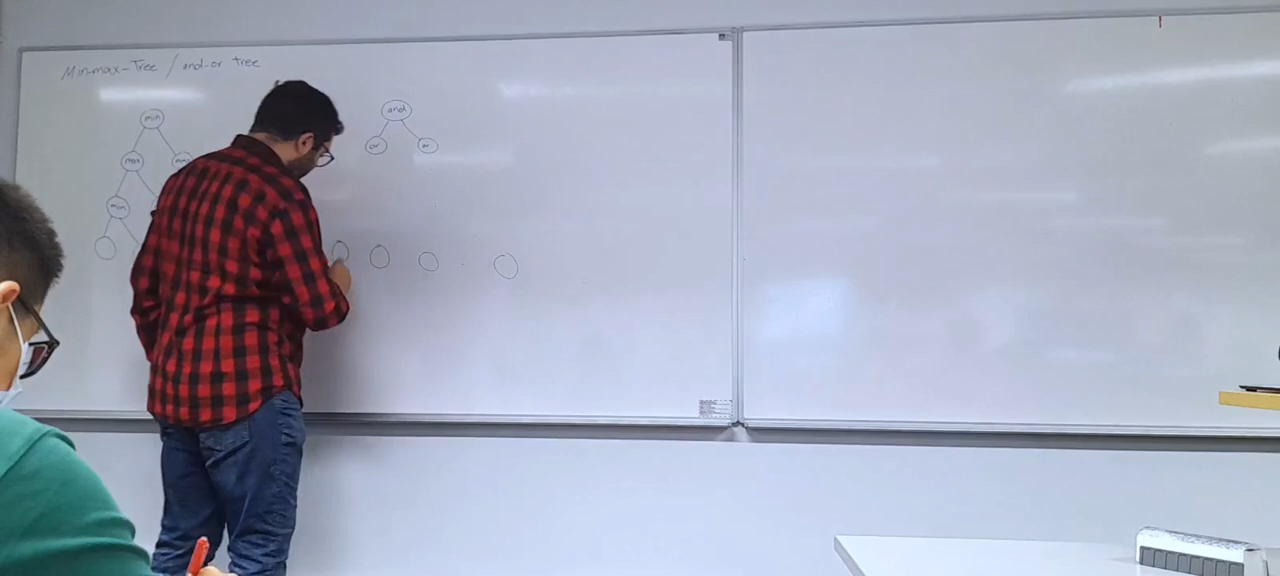 Min-max-Tree / and-or tree
min
and
max
or
or
min